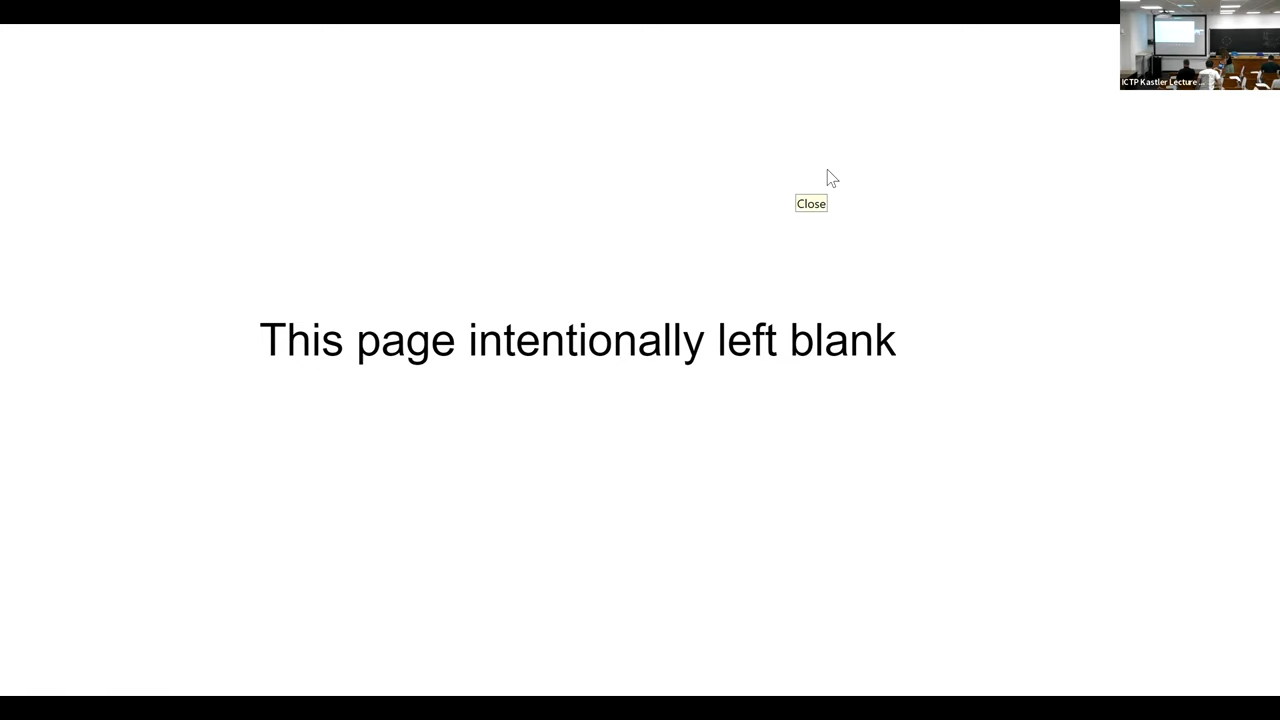 ICTP Kastler Lecture ...
Close
This page intentionally left blank